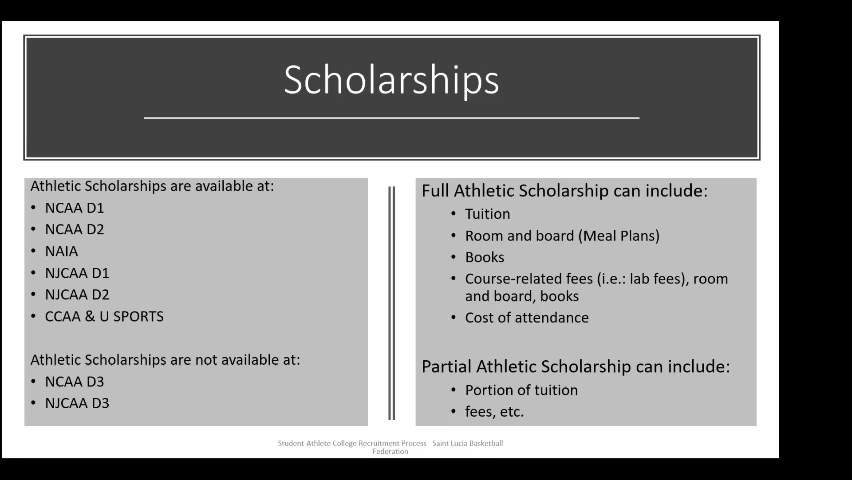 Scholarships
Athletic Scholarships are available at:
• NCAA D1
• NCAA D2
• NAIA
• NJCAA D1
• NJCAA D2
• CCAA & U SPORTS
Athletic Scholarships are not available at:
• NCAA D3
• NJCAA D3
Full Athletic Scholarship can include:
• Tuition
• Room and board (Meal Plans)
• Books
• Course-related fees (i.e.: lab fees), room
and board, books
• Cost of attendance
Partial Athletic Scholarship can include:
• Portion of tuition
• fees, etc.
Student-Athlete College Recruitment Process  Saint Lucia Basketball
Federation